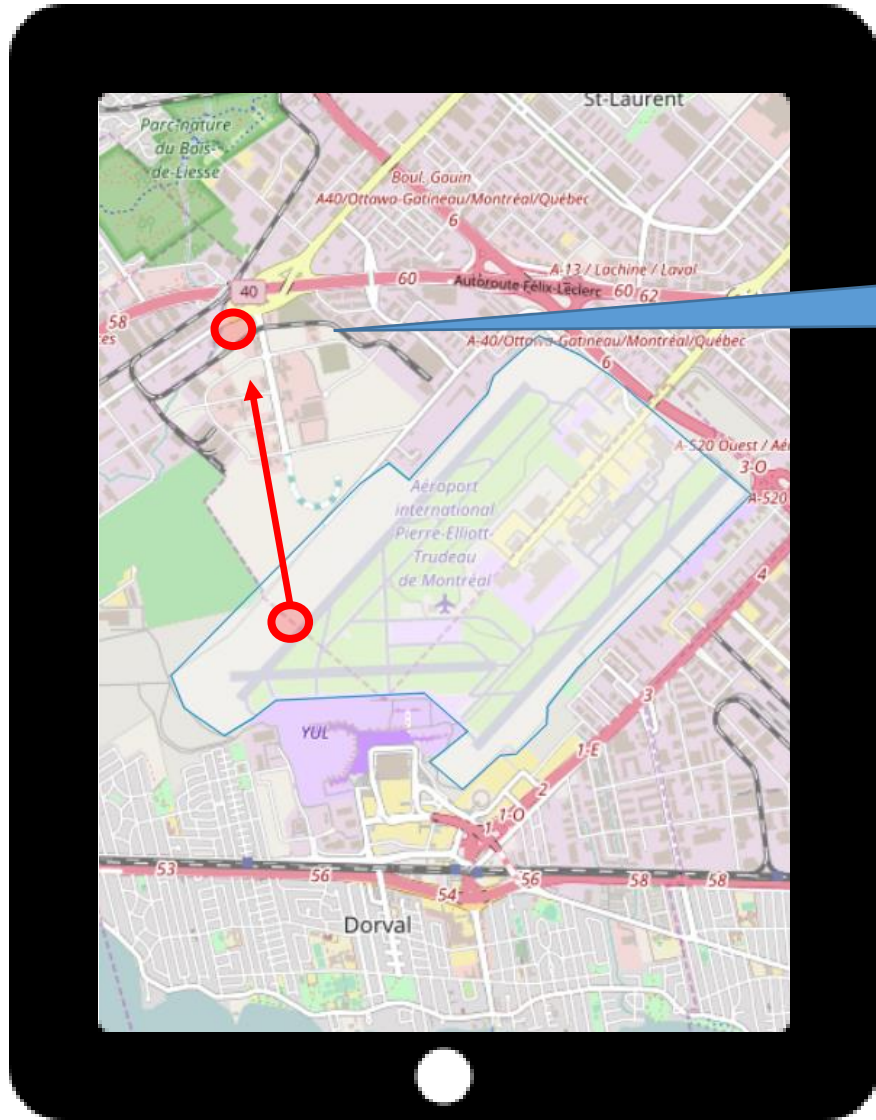 St-Laurent
Parc-nature
du Bois-
de-Liesse
Boul. Gouin
A40/Ottawa-Gatineau/Montréal/Québec
6
A-13 / Lachine / Laval
60
Autoroute Félix-Leclerc
60 62
40
58
A-40/Ottawa-Gatineau/Montréal/Québec
6
A-520 Ouest / Aé
3-O
A-520
Aéroport
international
Pierre-Elliott-
Trudeau
de Montréal
4
3
YUL
1-E
2
1-O
1
53
56
54
56
58
58
Dorval